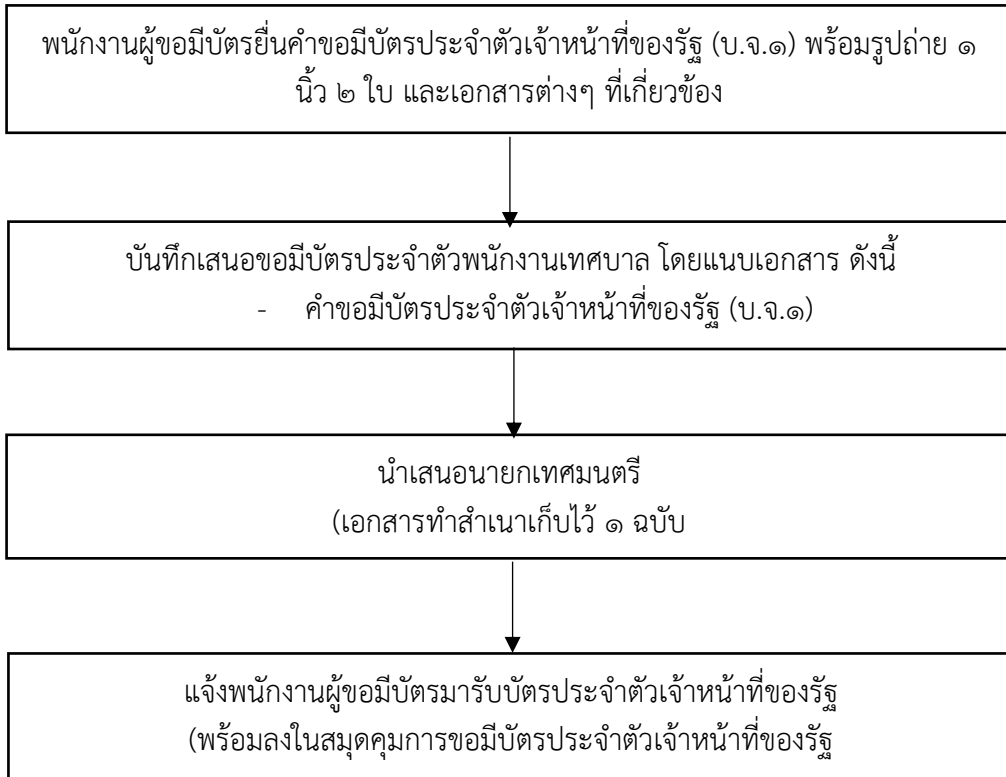 พนักงานผู้ขอมีบัตรยื่นคำขอมีบัตรประจำตัวเจ้าหน้าที่ของรัฐ (บ.จ.๑) พร้อมรูปถ่าย ๑
นิ้ว ๒ ใบ และเอกสารต่างๆ ที่เกี่ยวข้อง
บันทึกเสนอขอมีบัตรประจำตัวพนักงานเทศบาล โดยแนบเอกสาร ดังนี้
- คำขอมีบัตรประจำตัวเจ้าหน้าที่ของรัฐ (บ.จ.๑)
นำเสนอนายกเทศมนตรี
(เอกสารทำสำเนาเก็บไว้ ๑ ฉบับ
แจ้งพนักงานผู้ขอมีบัตรมารับบัตรประจำตัวเจ้าหน้าที่ของรัฐ
(พร้อมลงในสมุดคุมการขอมีบัตรประจำตัวเจ้าหน้าที่ของรัฐ